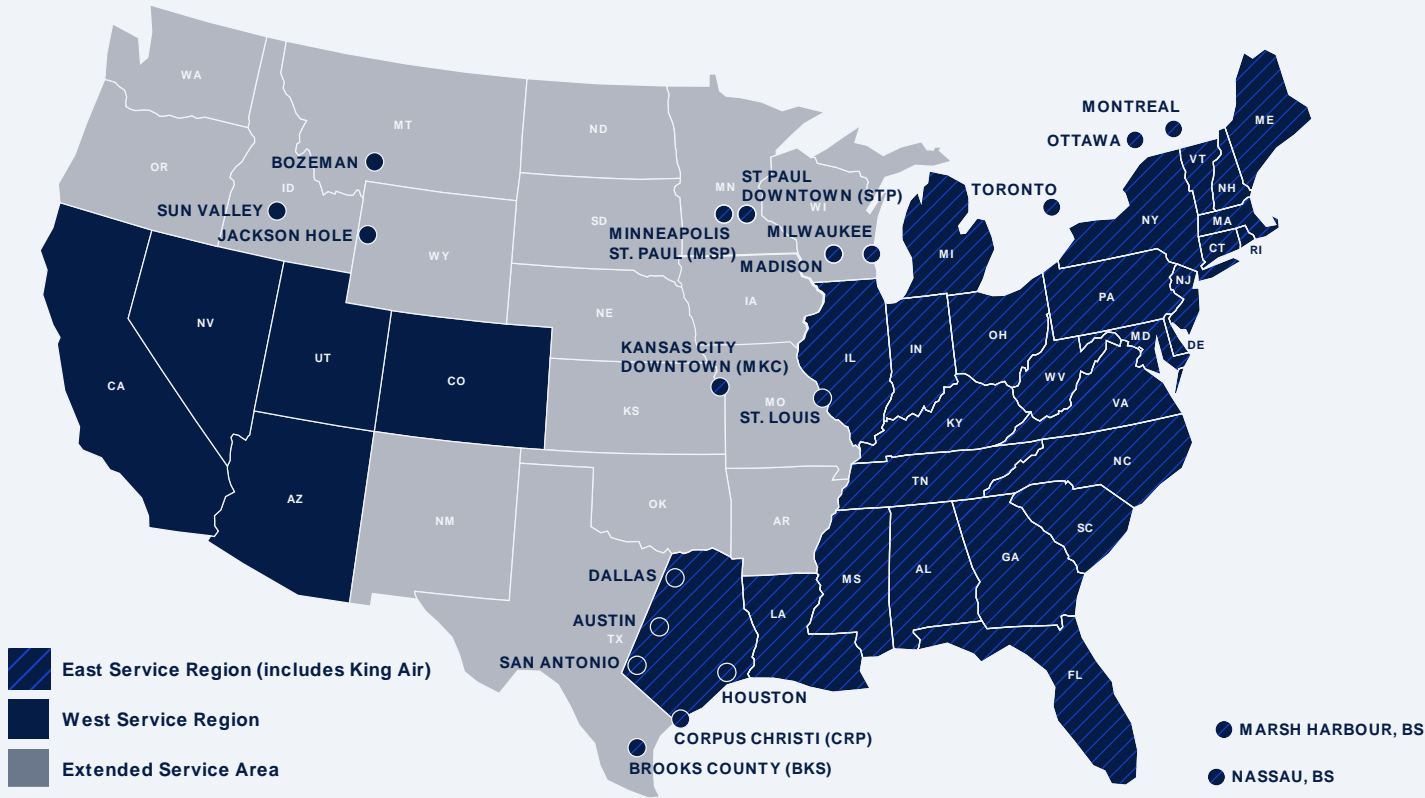 MONTREAL
OTTAWA
ME
WA
MT
ND
BOZEMAN
OR
ID
VT
NH
TORONTO
ST PAUL
DOWNTOWN (STP)
MN
WI
SUN VALLEY
JACKSON HOLE
SD
MINNEAPOLIS
ST. PAUL (MSP)
MILWAUKEE
MADISON
NY
MA
CT
RI
WY
MI
NJ
PA
IA
NE
NV
OH
MD
DE
IN
IL
UT
KANSAS CITY
DOWNTOWN (MKC)
CA
CO
WV
MO
VA
KS
ST. LOUIS
KY
NC
TN
AZ
OK
NM
AR
SC
GA
AL
MS
DALLAS
LA
AUSTIN
TX
SAN ANTONIO
HOUSTON
FL
East Service Region (includes King Air)
West Service Region
Extended Service Area
CORPUS CHRISTI (CRP)
BROOKS COUNTY (BKS)
MARSH HARBOUR, BS
NASSAU, BS